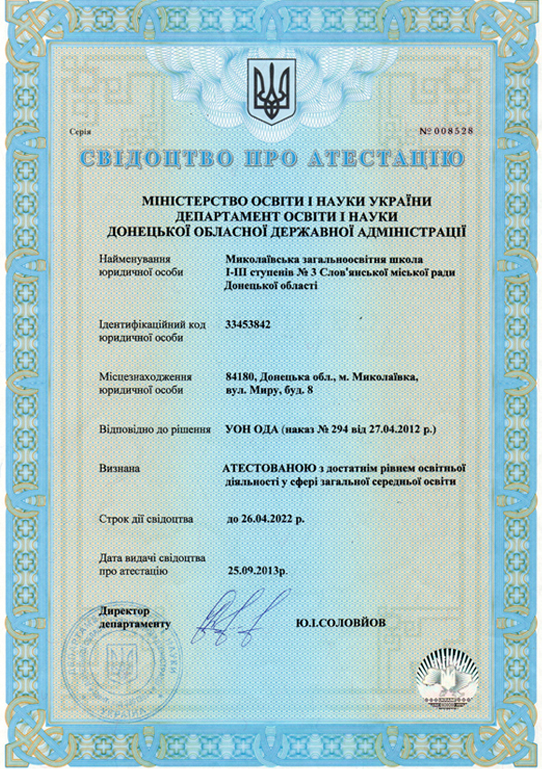 Серія
№ 008528
СВІДОЦТВО ПРО АТЕСТАЦІЮ
МІНІСТЕРСТВО ОСВІТИ І НАУКИ УКРАЇНИ
ДЕПАРТАМЕНТ ОСВІТИ І НАУКИ
ДОНЕЦЬКОЇ ОБЛАСНОЇ ДЕРЖАВНОЇ АДМІНІСТРАЦІЇ
Найменування
юридичної особи
Миколаївська загальноосвітня школа
І-ІІІ ступенів № 3 Слов'янської міської ради
Донецької області
Ідентифікаційний код
юридичної особи
33453842
Місцезнаходження
юридичної особи
84180, Донецька обл., м. Миколаївка,
вул. Миру, буд. 8
Відповідно до рішення
УОН ОДА (наказ № 294 від 27.04.2012 р.)
Визнана
АТЕСТОВАНОЮ з достатнім рівнем освітньої
діяльності у сфері загальної середньої освіти
Строк дії свідоцтва
до 26.04.2022 р.
Дата видачі свідоцтва
про атестацію
25.09.2013р.
Директор
департаменту
Ю.І.СОЛОВЙОВ
УКРАЇНА